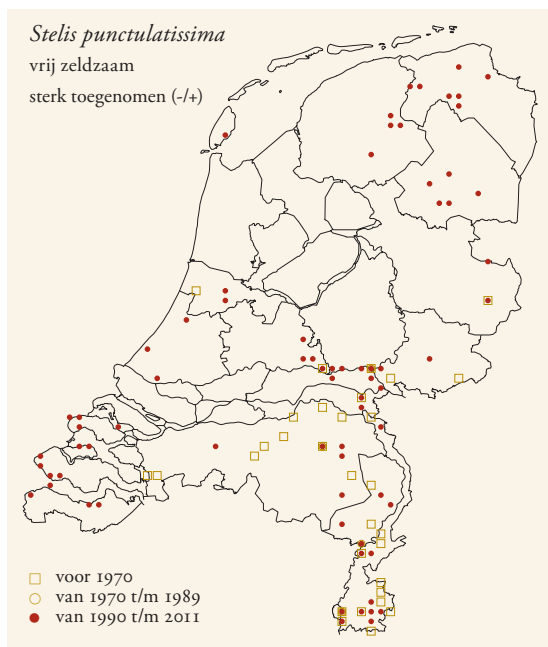 Stelis punctulatissima
vrij zeldzaam
sterk toegenomen (-/+)
voor 1970
van 1970 t/m 1989
van 1990 t/m 2011